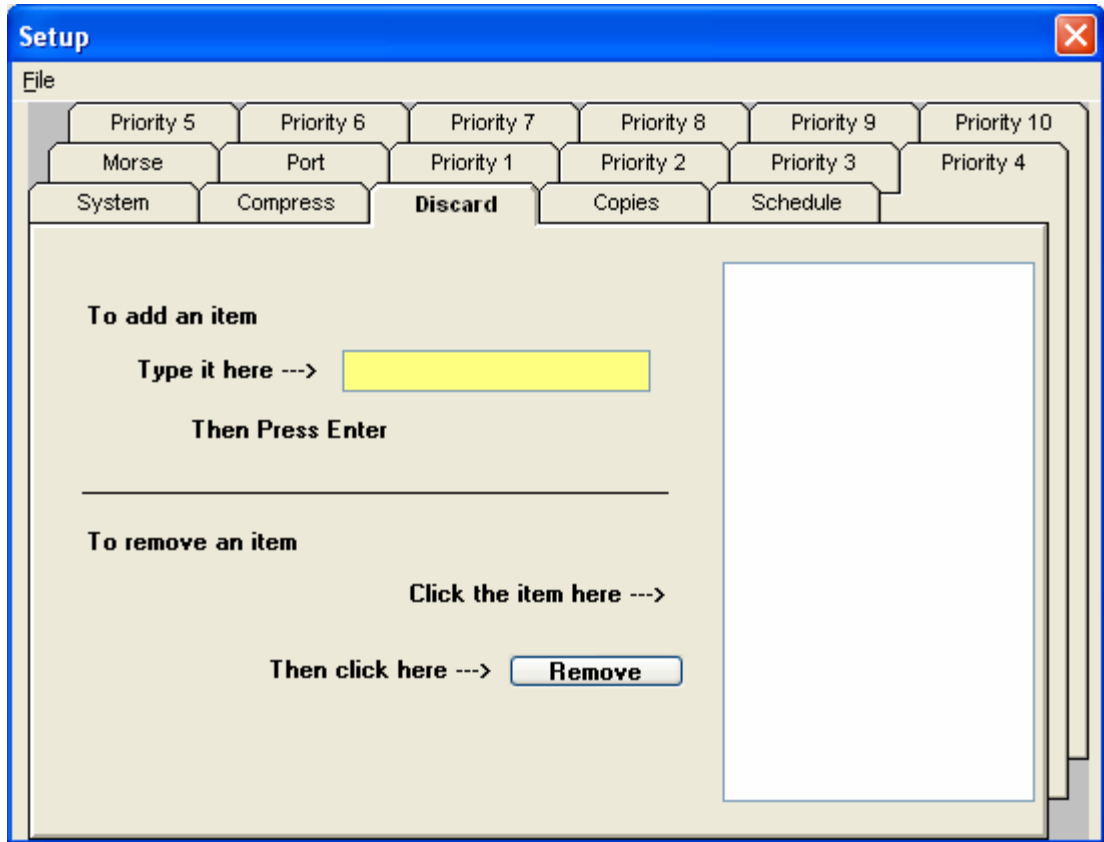 Setup
File
Priority 5 Priority 6 Priority 7 Priority 8 Priority 9 Priority 10
Morse Port Priority 1 Priority 2 Priority 3 Priority 4
System Compress Discard Copies Schedule
To add an item
Type it here --->
Then Press Enter
To remove an item
Click the item here --->
Then click here ---> Remove